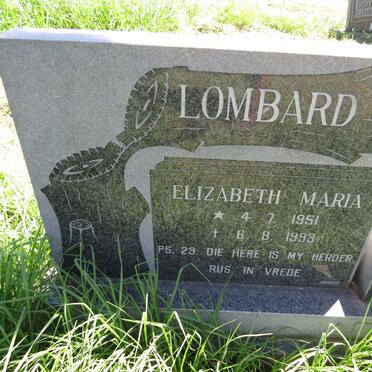 LOMBARD
ELIZABETH MARIA
★ 4. 7. 1951
✝ 6. 8. 1993
PS. 23. DIE HERE IS MY HERDER.
RUS IN VREDE